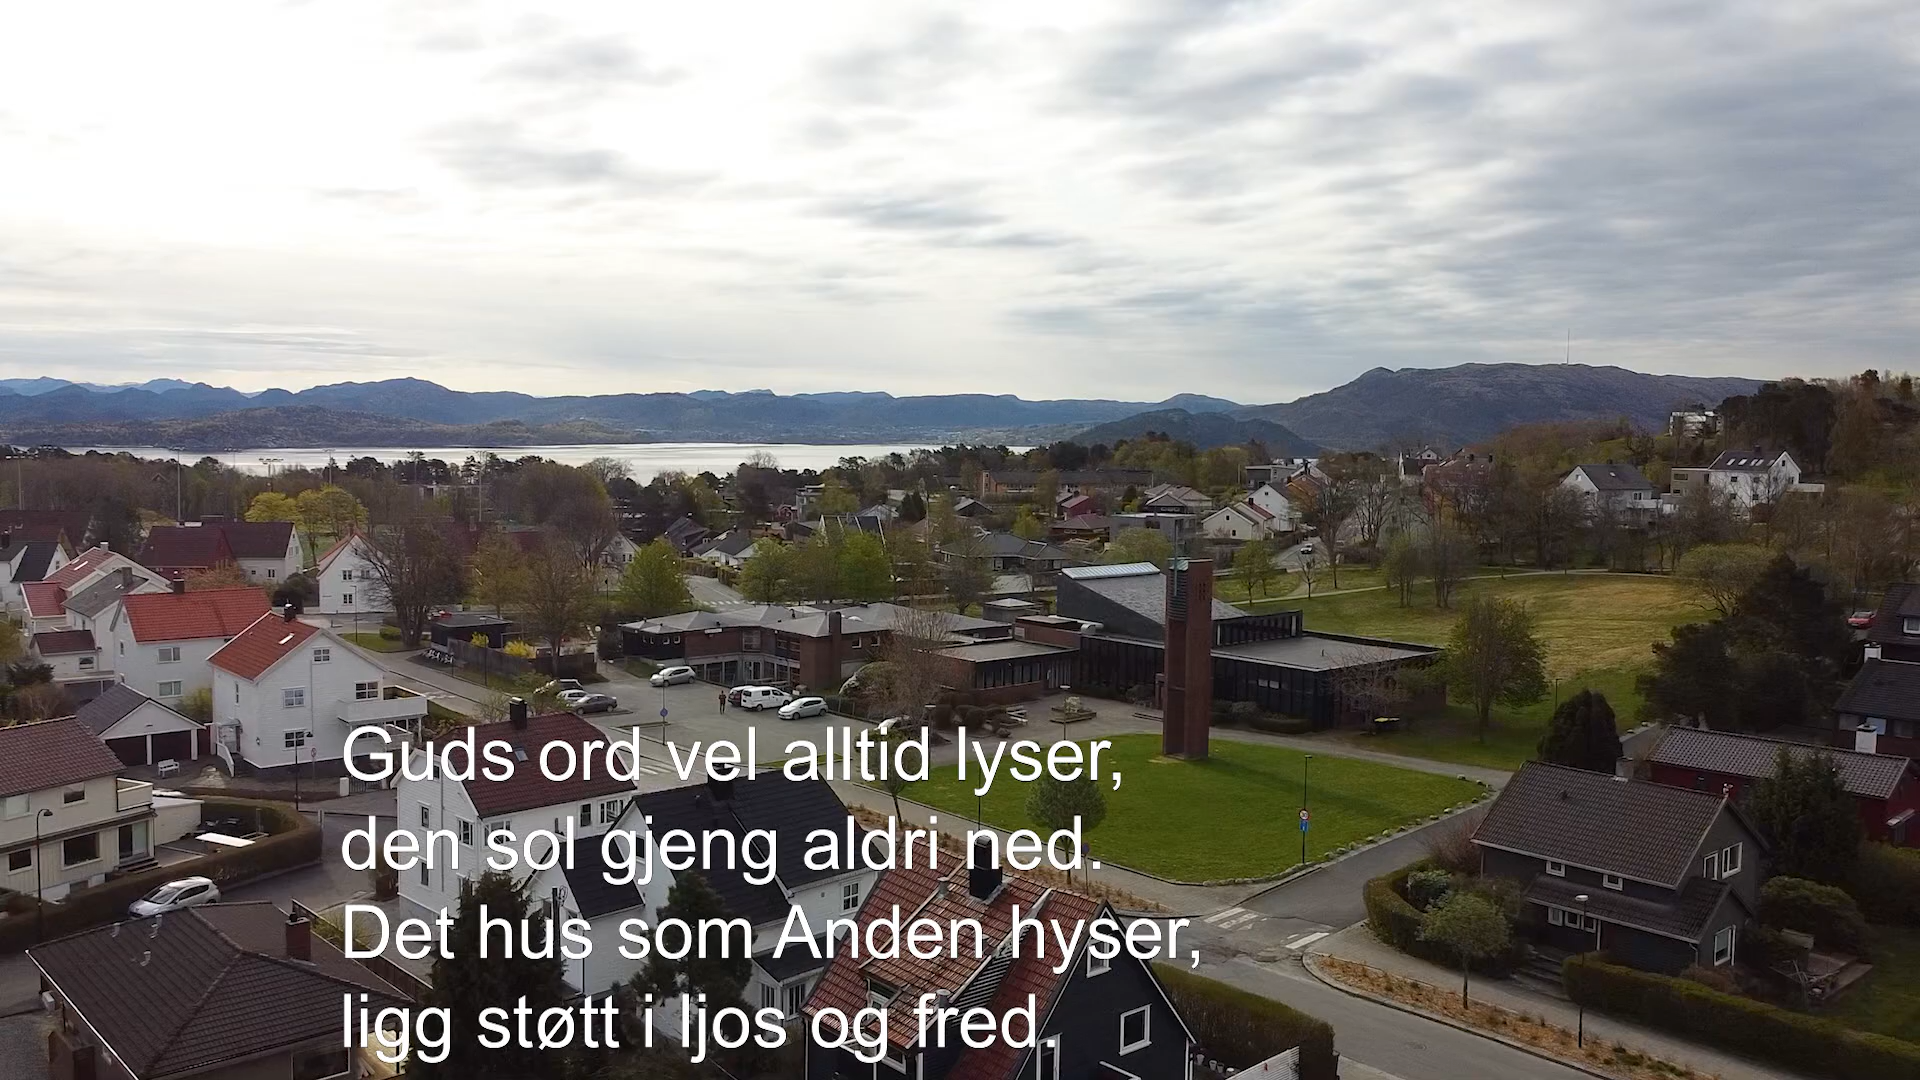 Guds ord vel alltid lyser,
den sol gjeng aldri ned.
Det hus som Anden hyser,
ligg støtt i ljos og fred.